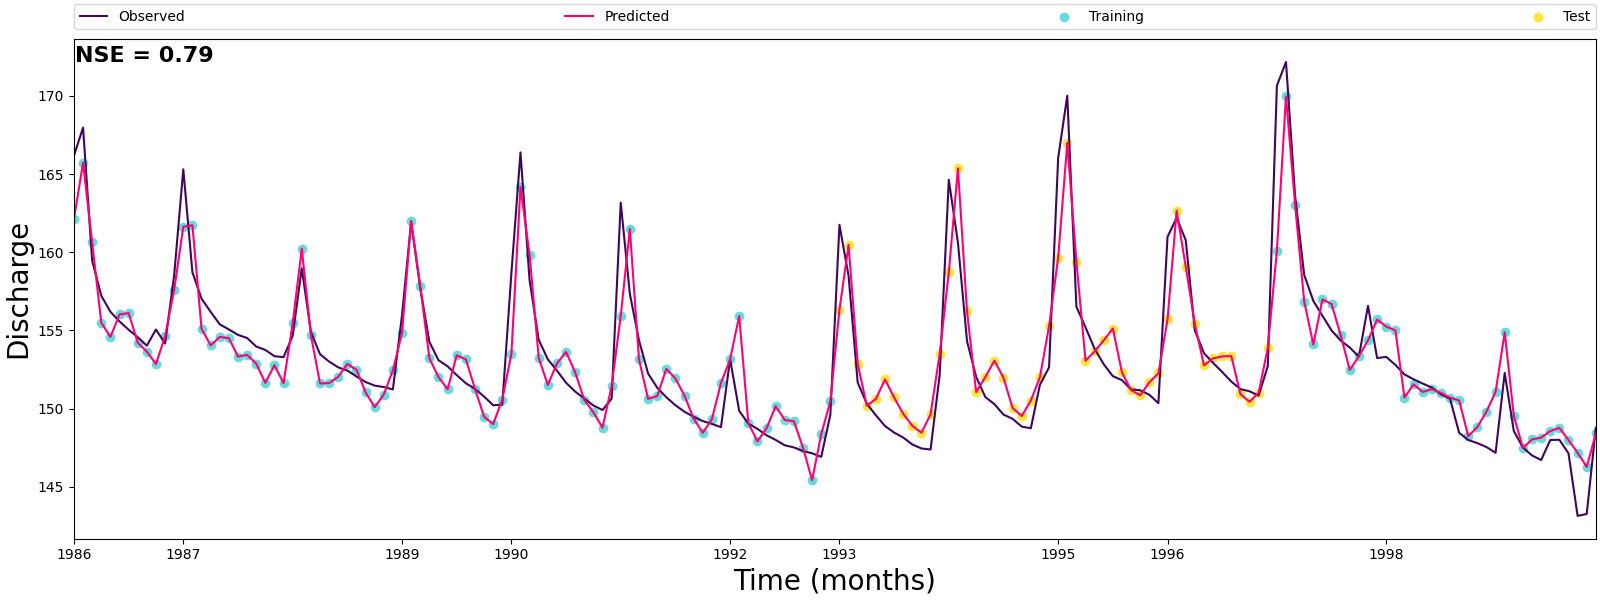 Observed Predicted Training Test
NSE = 0.79
170
165
160
155
150
145
Discharge
1986 1987 1989 1990 1992 1993 1995 1996 1998
Time (months)